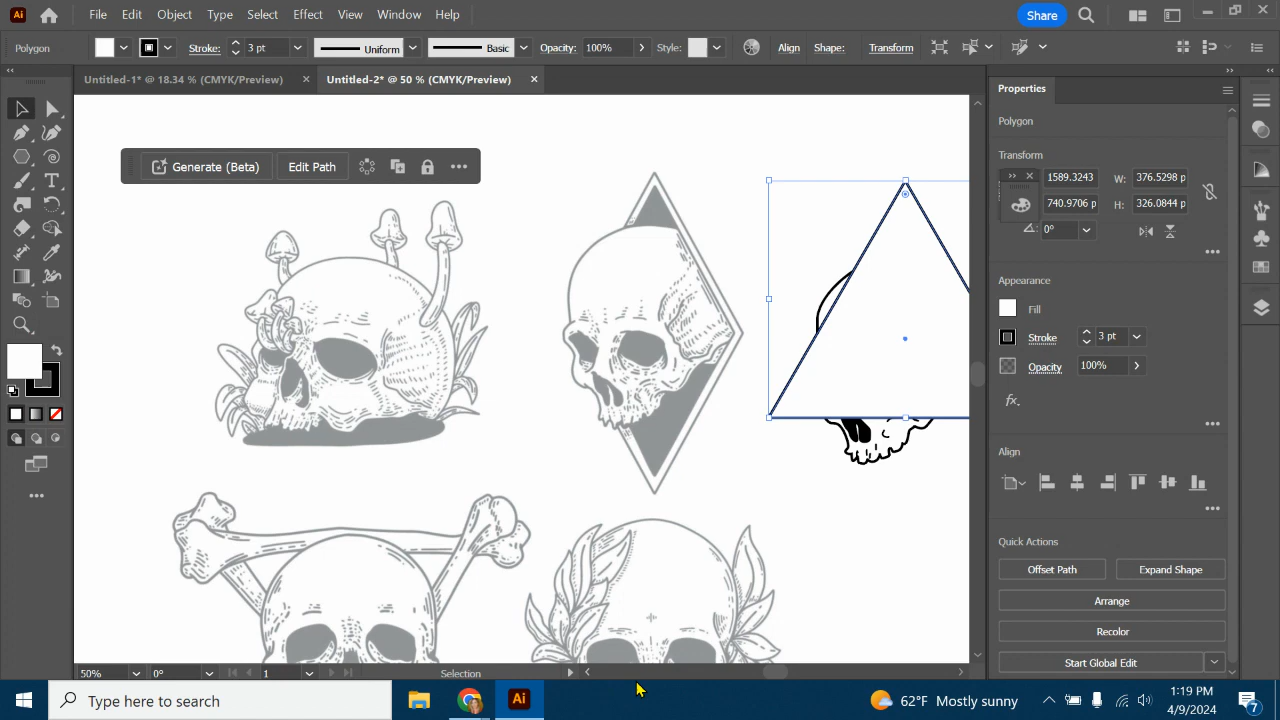 Ai File Edit Object Type Select Effect View Window Help Share
Polygon Stroke: 3 pt Uniform Basic Opacity: 100% Style: Align Shape: Transform
Untitled-1* @ 18.34 % (CMYK/Preview) × Untitled-2* @ 50 % (CMYK/Preview) ×
Properties
Polygon
Transform
1589.3243 W: 376.5298 p
740.9706 p H: 326.0844 p
0°
Generate (Beta) Edit Path
Appearance
Fill
Stroke 3 pt
Opacity 100%
fx.
Align
Quick Actions
Offset Path Expand Shape
Arrange
Recolor
Start Global Edit
50% 0° 1 Selection
Type here to search Ai 62°F Mostly sunny 1:19 PM
4/9/2024 7